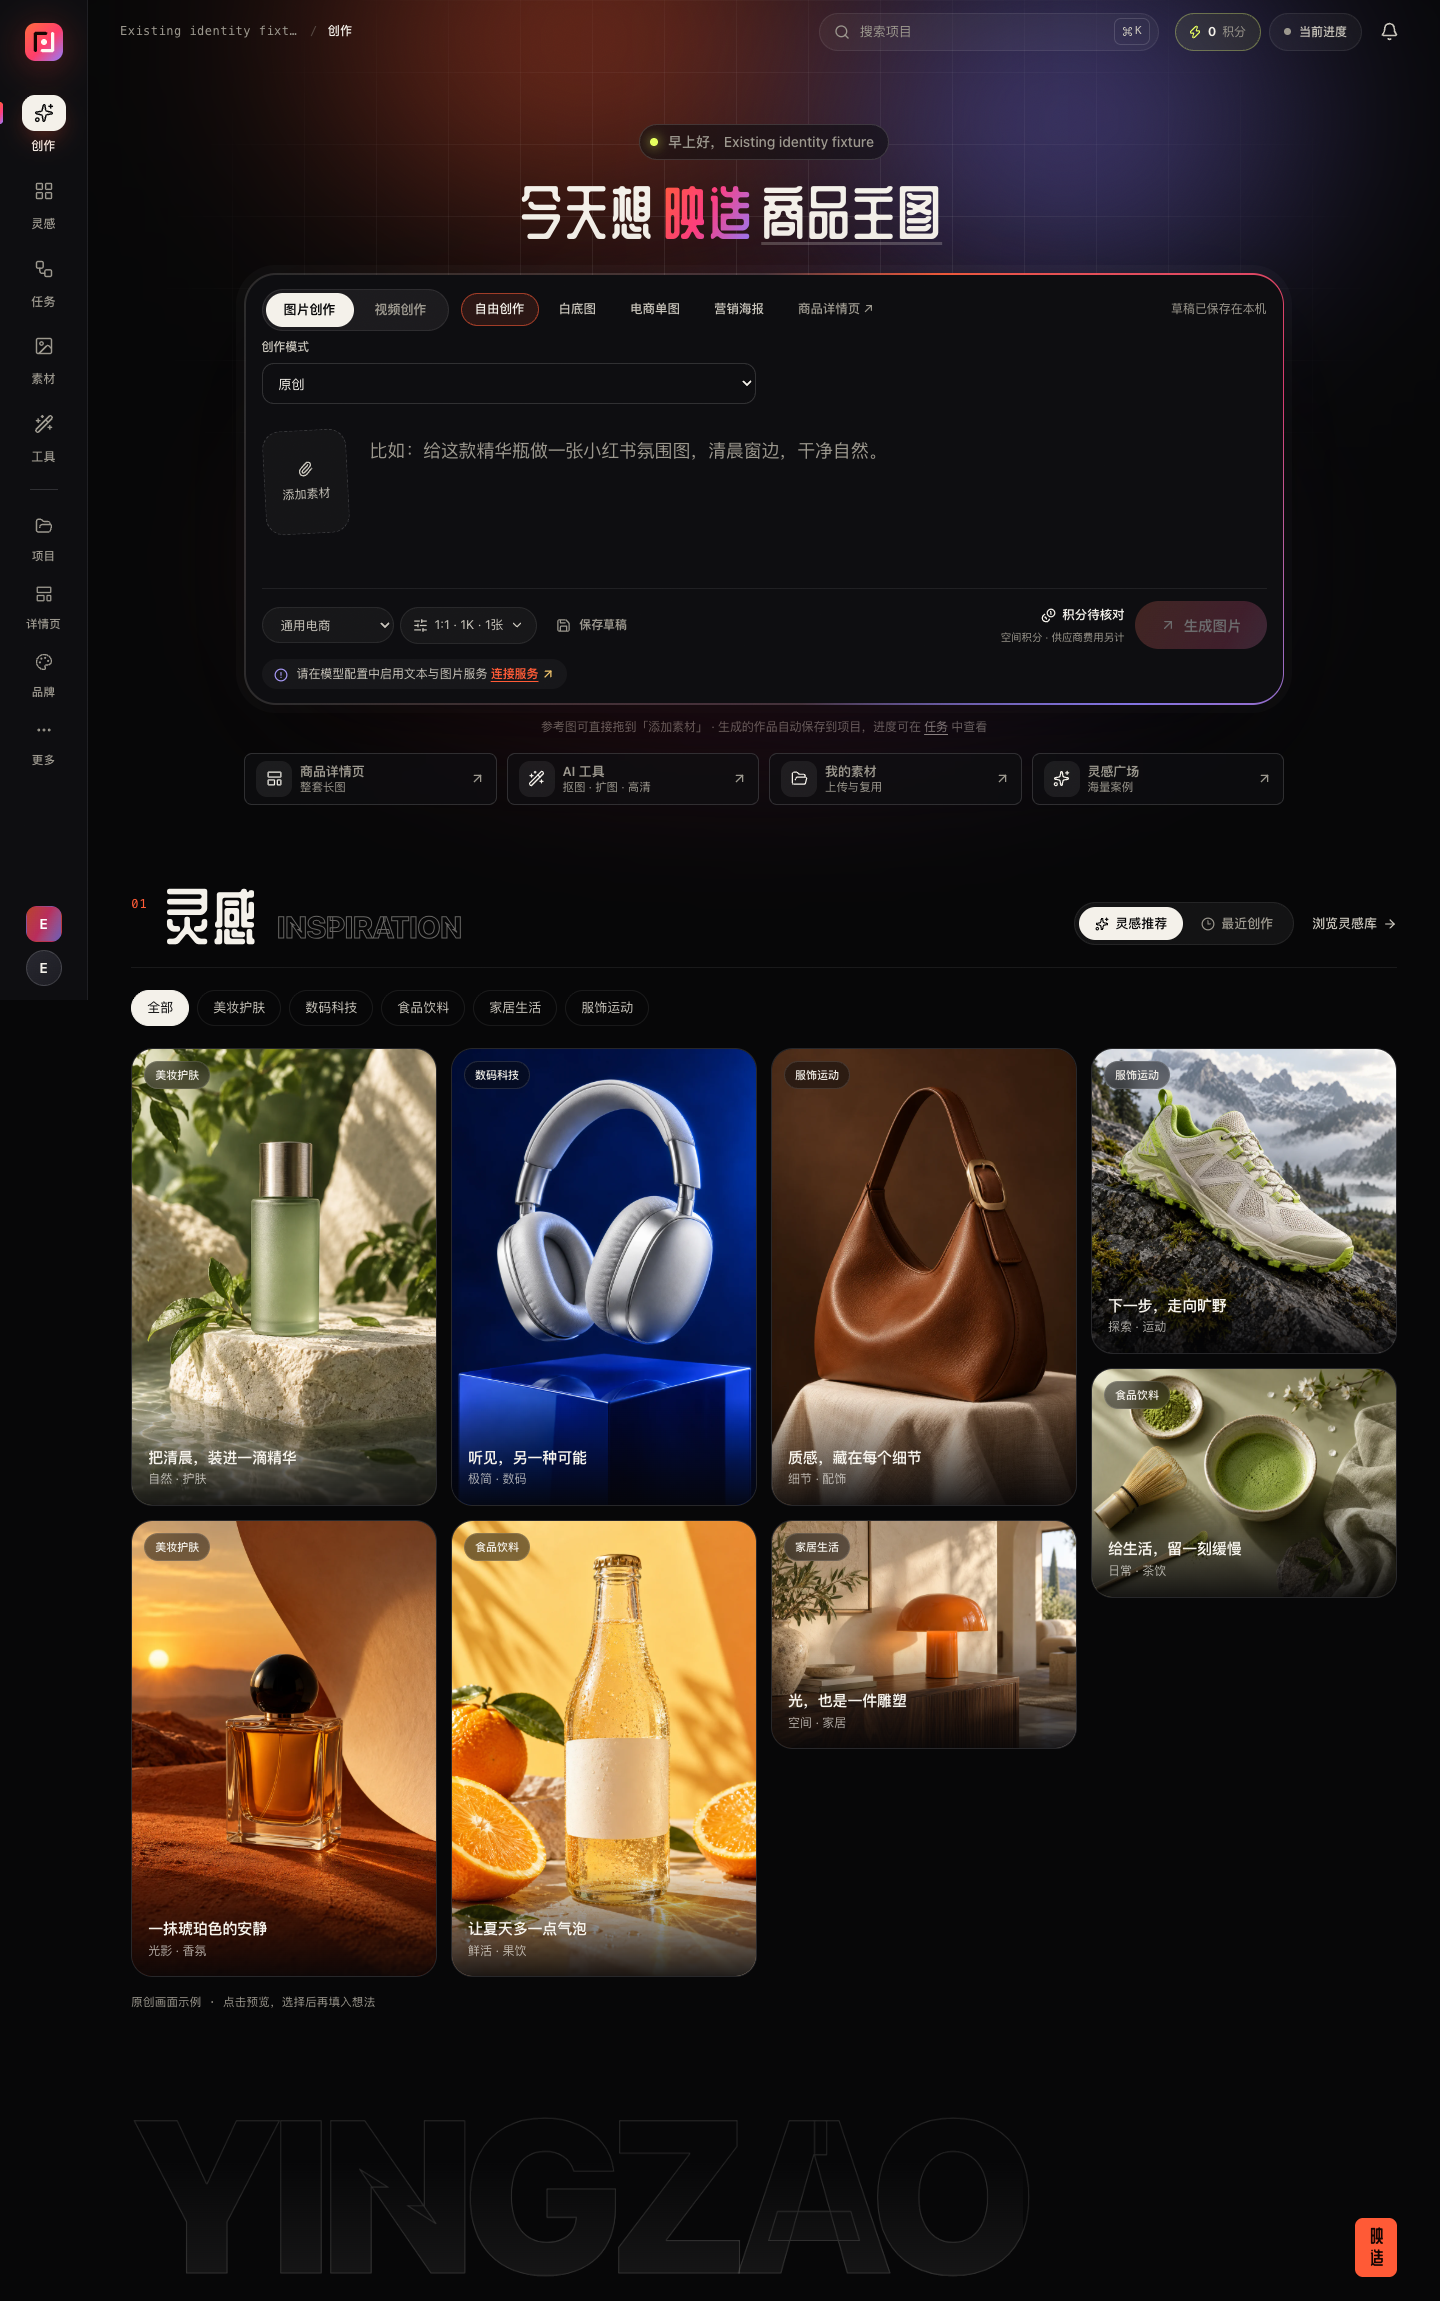 Existing identity fixt… / 创作
搜索项目
⌘K
0 积分
当前进度
创作
灵感
任务
素材
工具
项目
详情页
品牌
更多
E
E
早上好，Existing identity fixture
今天想 映造 商品主图
图片创作
视频创作
自由创作
白底图
电商单图
营销海报
商品详情页
草稿已保存在本机
创作模式
原创
添加素材
比如：给这款精华瓶做一张小红书氛围图，清晨窗边，干净自然。
通用电商
1:1 · 1K · 1张
保存草稿
积分待核对
空间积分 · 供应商费用另计
生成图片
请在模型配置中启用文本与图片服务 连接服务
参考图可直接拖到「添加素材」 · 生成的作品自动保存到项目，进度可在 任务 中查看
商品详情页
整套长图
AI 工具
抠图 · 扩图 · 高清
我的素材
上传与复用
灵感广场
海量案例
01 灵感 INSPIRATION
灵感推荐
最近创作
浏览灵感库
全部
美妆护肤
数码科技
食品饮料
家居生活
服饰运动
美妆护肤
把清晨，装进一滴精华
自然 · 护肤
数码科技
听见，另一种可能
极简 · 数码
服饰运动
质感，藏在每个细节
细节 · 配饰
服饰运动
下一步，走向旷野
探索 · 运动
食品饮料
给生活，留一刻缓慢
日常 · 茶饮
美妆护肤
一抹琥珀色的安静
光影 · 香氛
食品饮料
让夏天多一点气泡
鲜活 · 果饮
家居生活
光，也是一件雕塑
空间 · 家居
原创画面示例 · 点击预览，选择后再填入想法
YINGZAO
映造